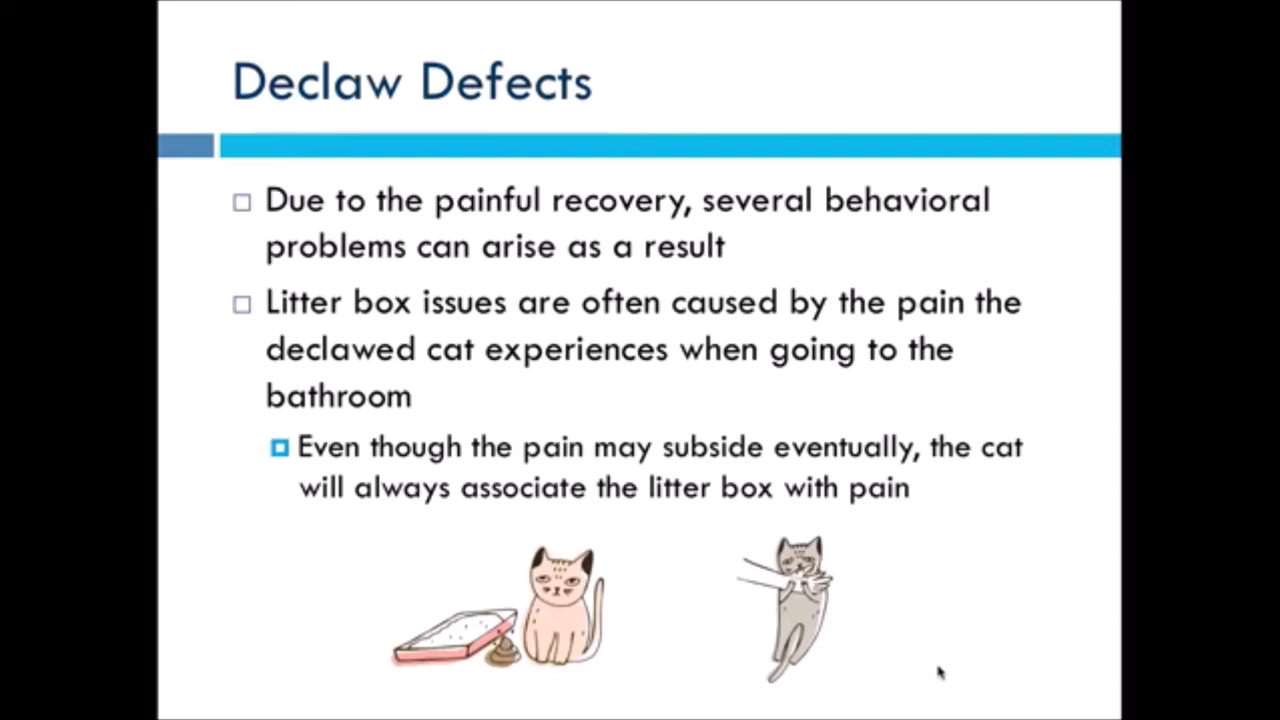 Declaw Defects
Due to the painful recovery, several behavioral
problems can arise as a result
Litter box issues are often caused by the pain the
declawed cat experiences when going to the
bathroom
Even though the pain may subside eventually, the cat
will always associate the litter box with pain